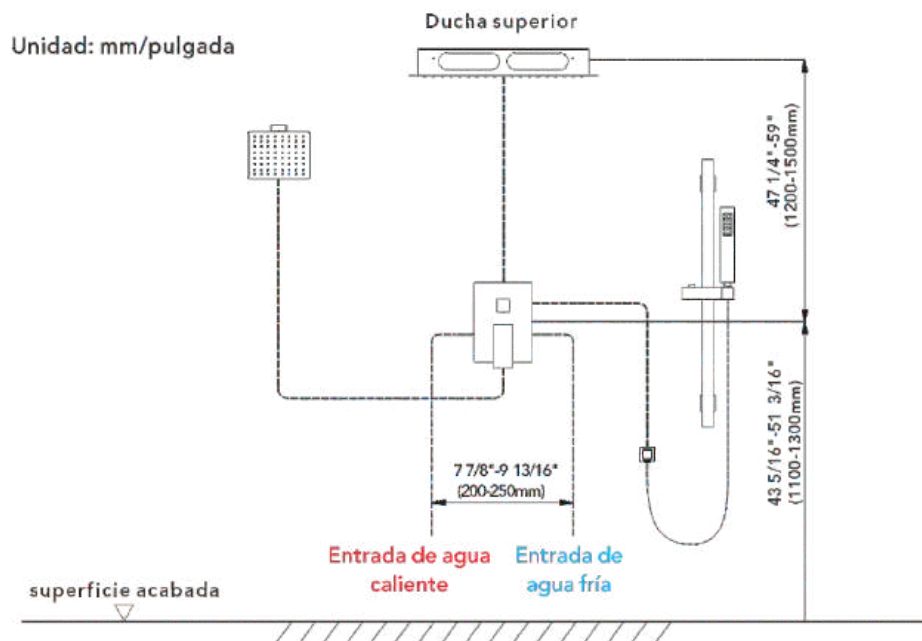 Ducha superior
Unidad: mm/pulgada
47 1/4"-59"
(1200-1500mm)
43 5/16"-51 3/16"
(1100-1300mm)
7 7/8"-9 13/16"
(200-250mm)
Entrada de agua
caliente
Entrada de
agua fría
superficie acabada